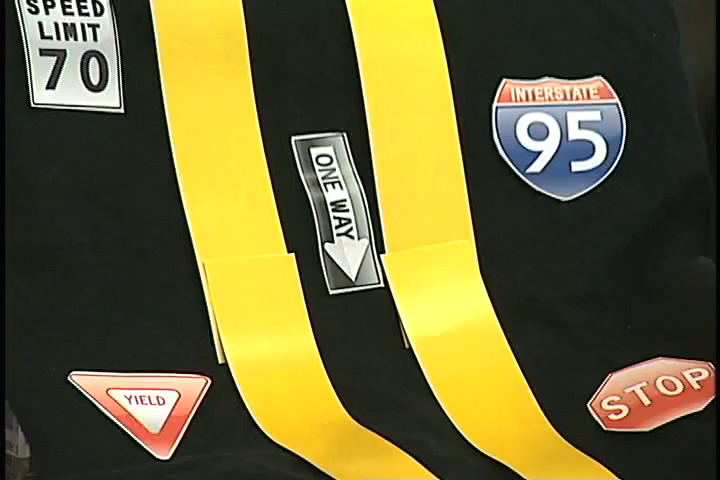 SPEED
LIMIT
70
INTERSTATE
95
ONE WAY
YIELD
STOP